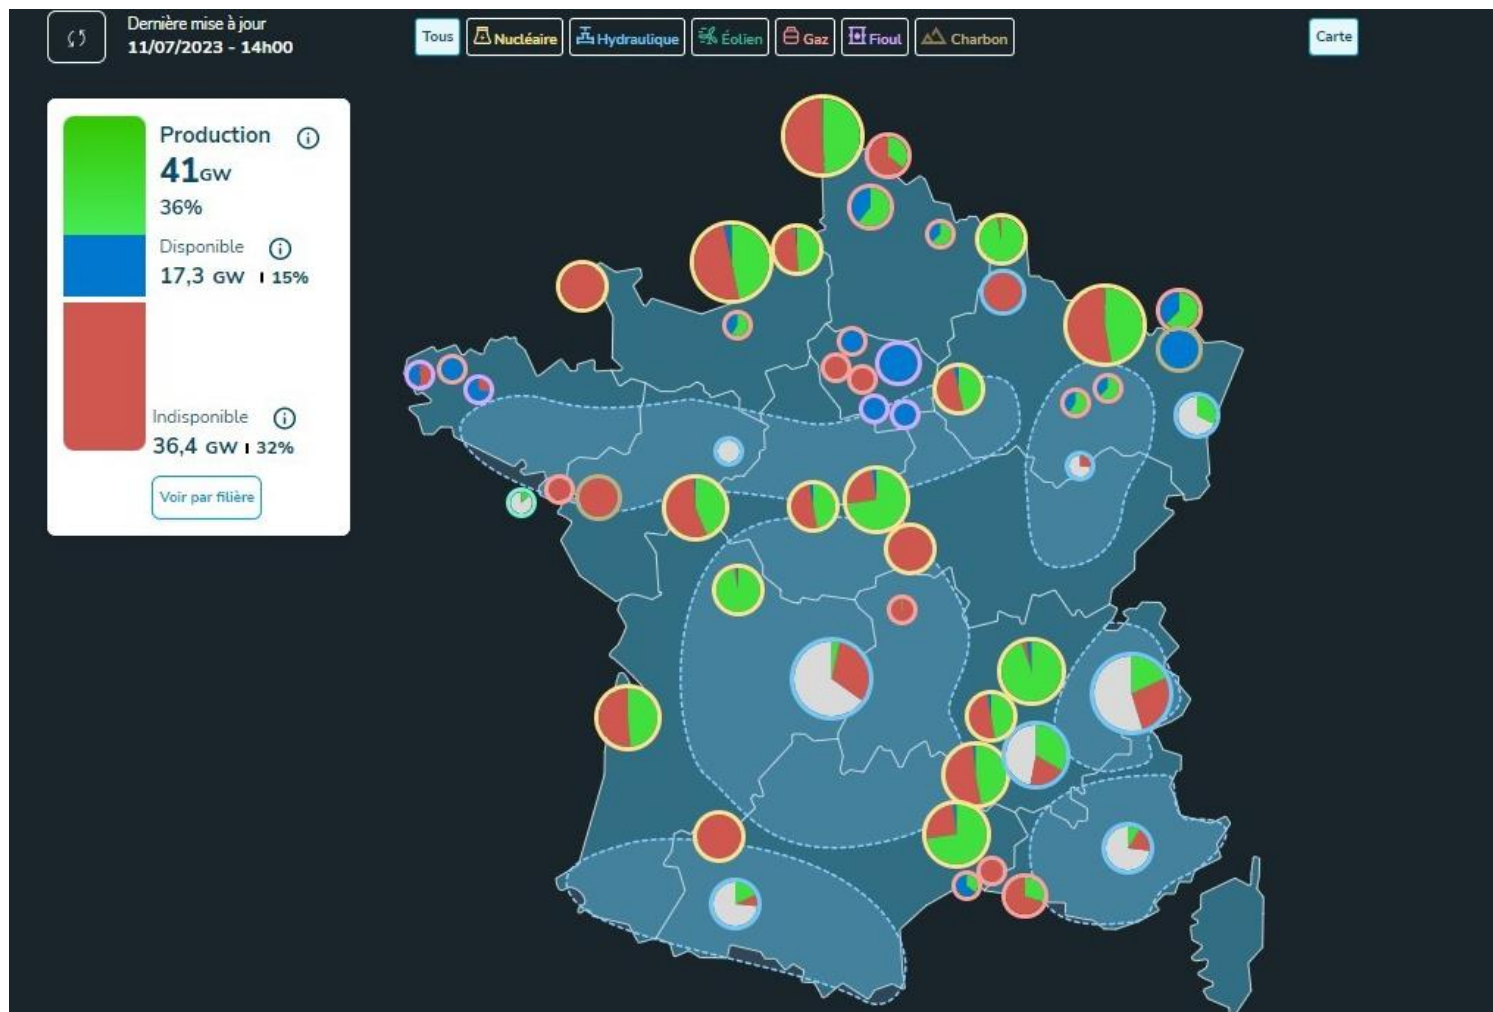 Dernière mise à jour
11/07/2023 - 14h00
Tous
Nucléaire
Hydraulique
Éolien
Gaz
Fioul
Charbon
Carte
Production
41GW
36%
Disponible
17,3 GW ı 15%
Indisponible
36,4 GW ı 32%
Voir par filière